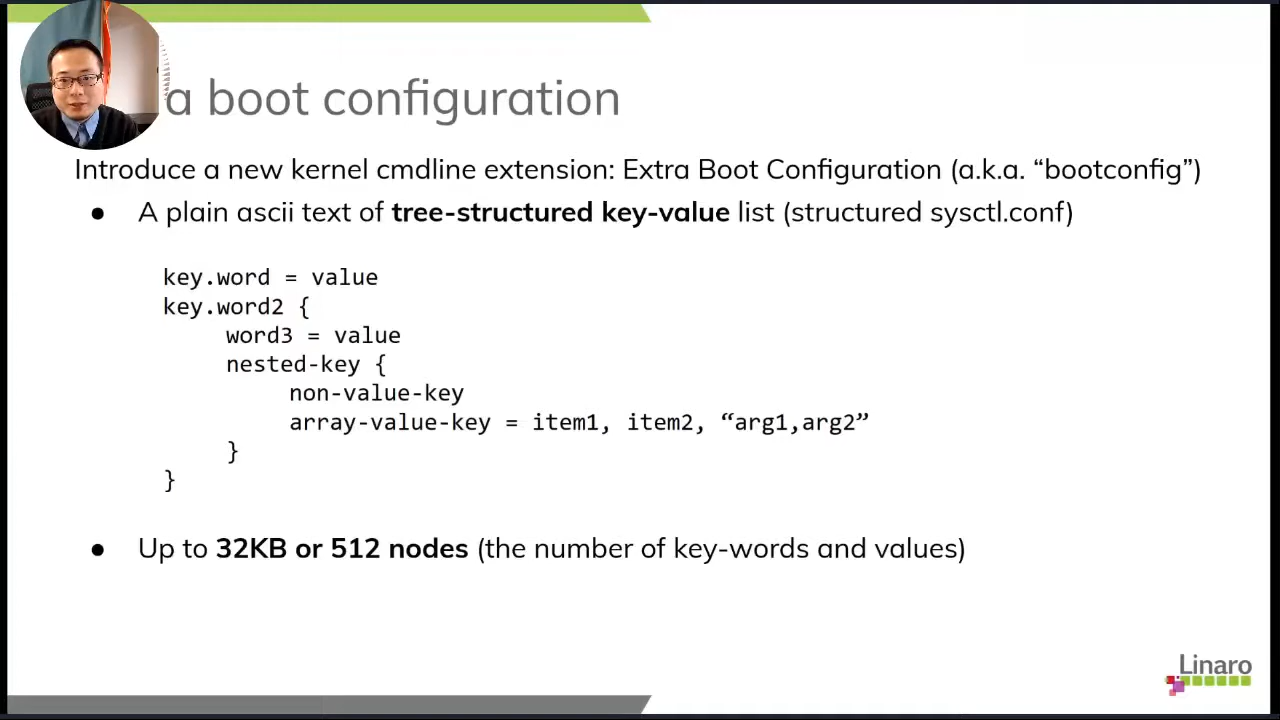 a boot configuration
Introduce a new kernel cmdline extension: Extra Boot Configuration (a.k.a. “bootconfig”)
● A plain ascii text of tree-structured key-value list (structured sysctl.conf)
key.word = value
key.word2 {
word3 = value
nested-key {
non-value-key
array-value-key = item1, item2, “arg1,arg2”
}
}
● Up to 32KB or 512 nodes (the number of key-words and values)
Linaro